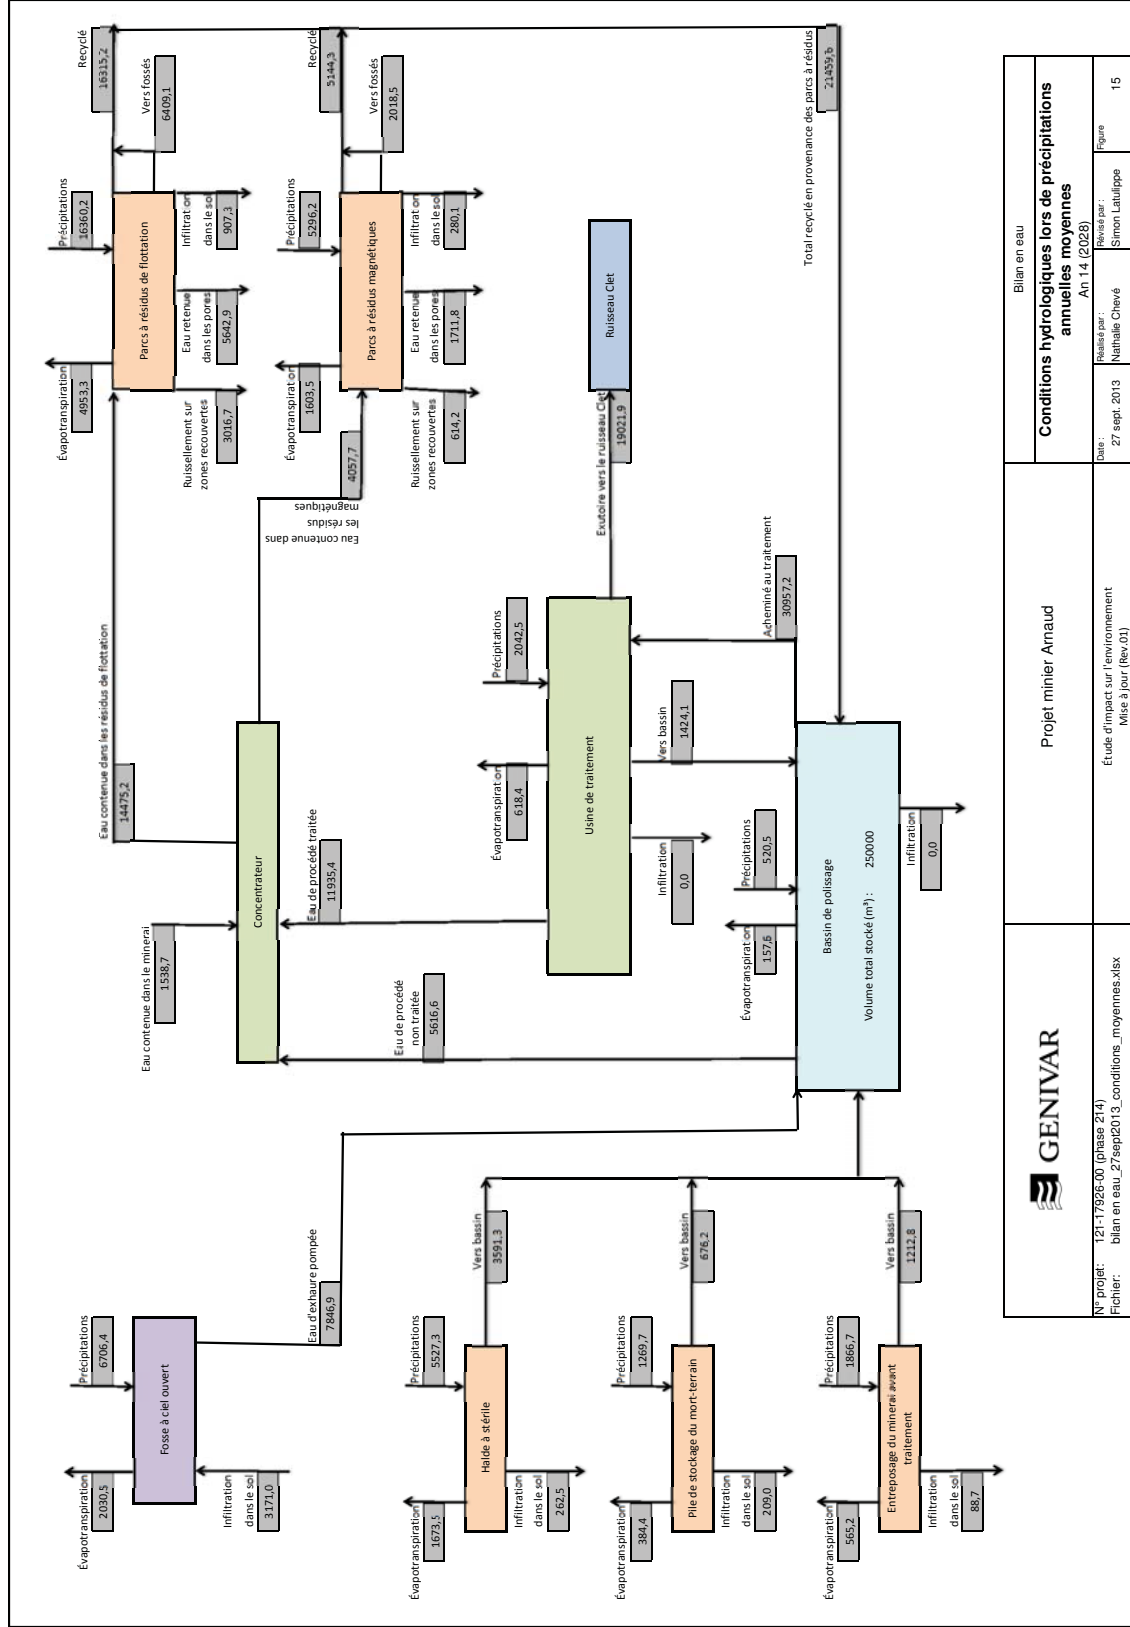 Évapotranspiration
2030,5
Précipitations
6706,4
Fosse à ciel ouvert
Infiltration
dans le sol
3171,0
Eau d'exhaure pompée
7846,9
Évapotranspiration
1673,5
Précipitations
5527,3
Halde à stérile
Infiltration
dans le sol
262,5
Vers bassin
3591,3
Évapotranspiration
384,4
Précipitations
1269,7
Pile de stockage du mort-terrain
Infiltration
dans le sol
209,0
Vers bassin
676,2
Évapotranspiration
565,2
Précipitations
1866,7
Entreposage du minerai avant
traitement
Infiltration
dans le sol
88,7
Vers bassin
1212,8
Eau contenue dans le minerai
1538,7
Concentrateur
Eau de procédé
non traitée
5616,6
Eau de procédé traitée
11935,4
Eau contenue dans les résidus de flottation
14475,2
Eau contenue dans
les résidus
magnétiques
4057,7
Évapotranspiration
618,4
Précipitations
2042,5
Usine de traitement
Infiltration
0,0
Vers bassin
1424,1
Acheminé au traitement
30957,2
Évapotranspiration
157,6
Précipitations
520,5
Bassin de polissage
Volume total stocké (m³) : 250000
Infiltration
0,0
Exutoire vers le ruisseau Clet
19021,9
Ruisseau Clet
Évapotranspiration
4953,3
Précipitations
16360,2
Parcs à résidus de flottation
Ruissellement sur
zones recouvertes
3016,7
Eau retenue
dans les pores
5642,9
Infiltration
dans le sol
907,3
Vers fossés
6409,1
Recyclé
16315,2
Évapotranspiration
1603,5
Précipitations
5296,2
Parcs à résidus magnétiques
Ruissellement sur
zones recouvertes
614,2
Eau retenue
dans les pores
1711,8
Infiltration
dans le sol
280,1
Vers fossés
2018,5
Recyclé
5144,3
Total recyclé en provenance des parcs à résidus
21459,6
GENIVAR
N° projet: 121-17926-00 (phase 214)
Fichier: bilan en eau_27sept2013_conditions_moyennes.xlsx
Projet minier Arnaud
Étude d'impact sur l'environnement
Mise à jour (Rev.01)
Bilan en eau
Conditions hydrologiques lors de précipitations
annuelles moyennes
An 14 (2028)
Date :
27 sept. 2013
Réalisé par :
Nathalie Chevé
Révisé par :
Simon Latulippe
Figure
15